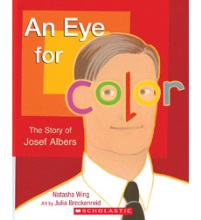 An Eye
for
color
The Story of
Josef Albers
Natasha Wing
Art by Julia Breckenreid
SCHOLASTIC